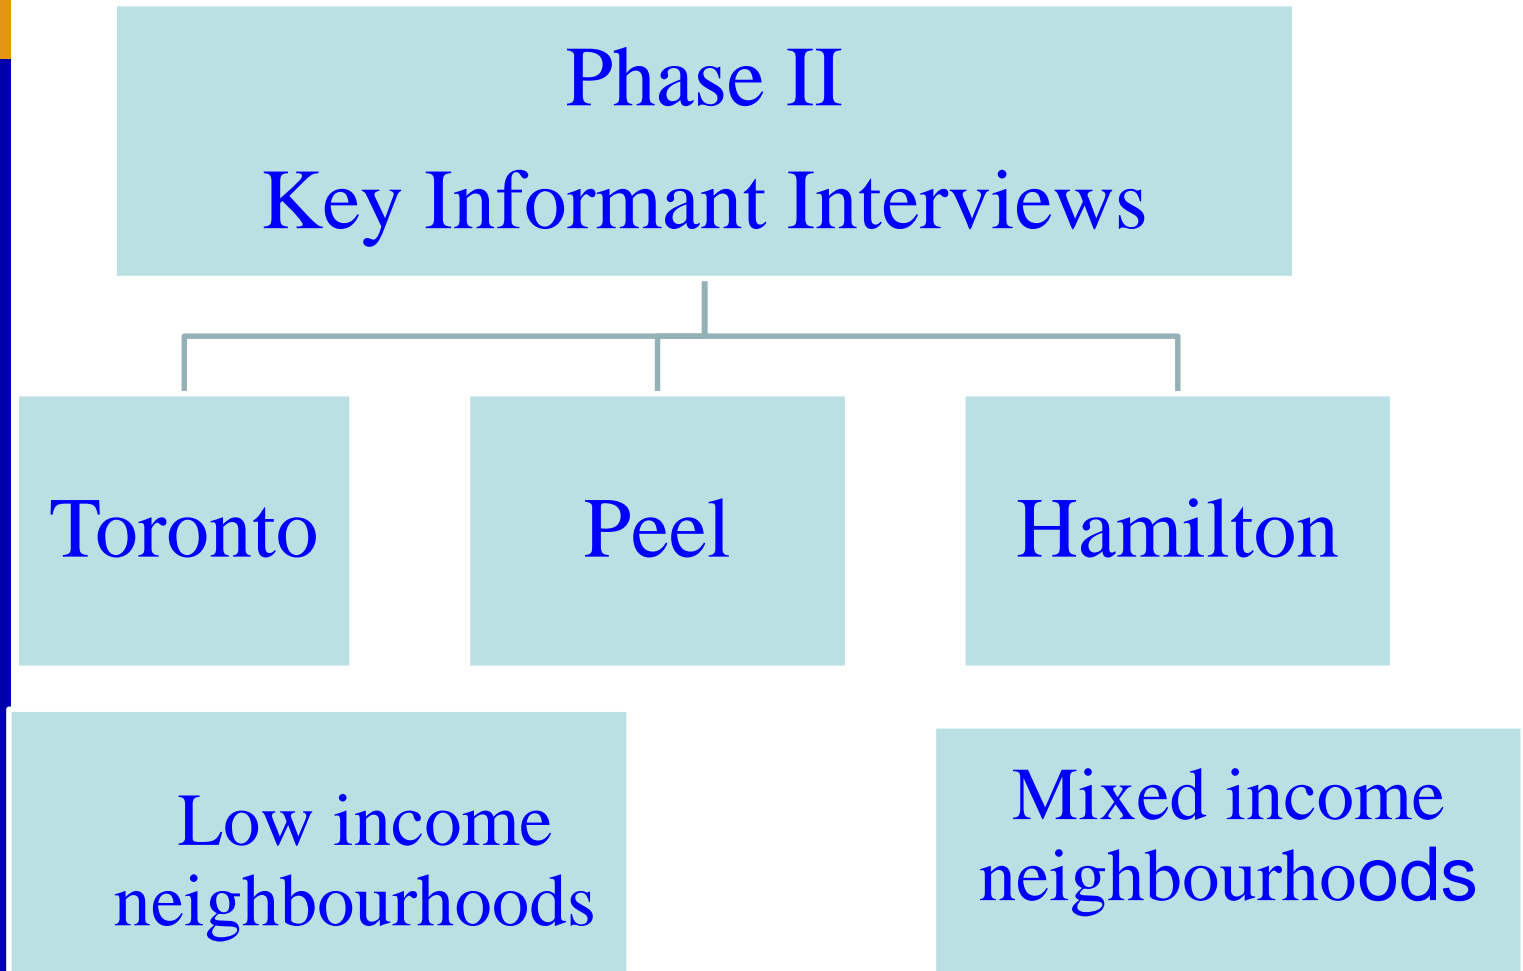 Phase II
Key Informant Interviews
Toronto
Peel
Hamilton
Low income
neighbourhoods
Mixed income
neighbourhoods